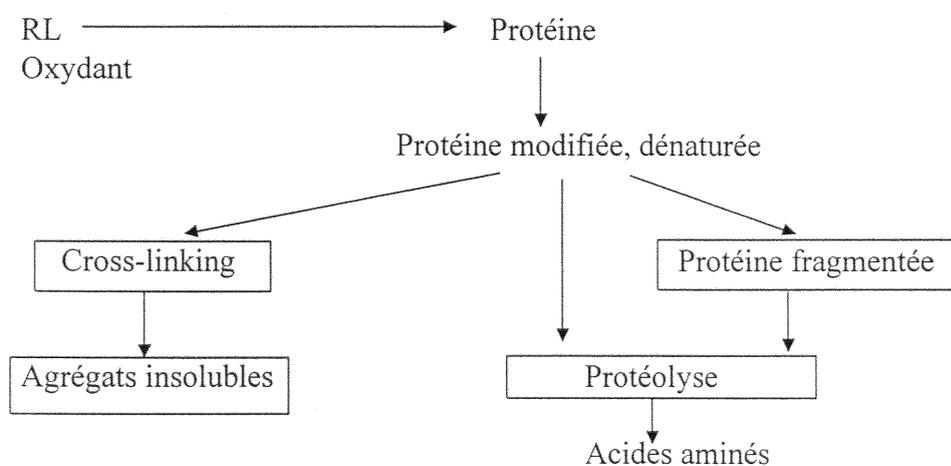 RL
Oxydant
Protéine
Protéine modifiée, dénaturée
Cross-linking
Protéine fragmentée
Agrégats insolubles
Protéolyse
Acides aminés